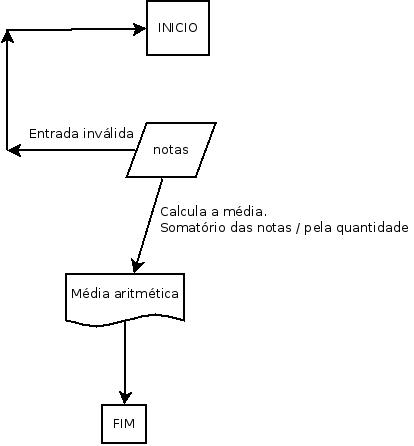 INICIO
Entrada inválida
notas
Calcula a média.
Somatório das notas / pela quantidade
Média aritmética
FIM